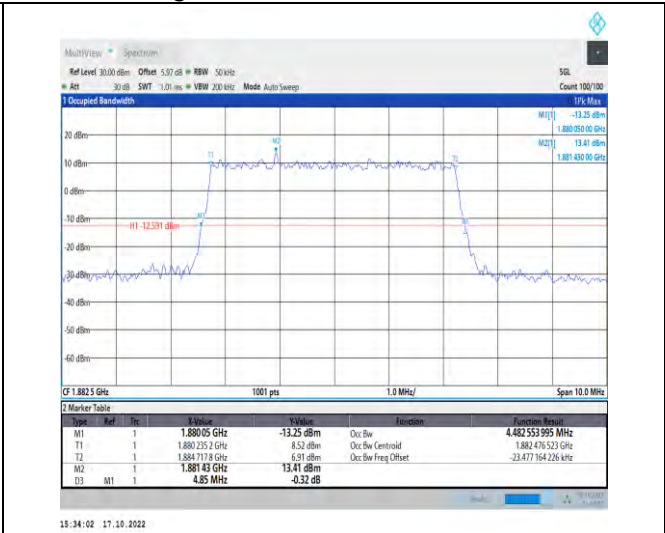 MultiView Spectrum
Ref Level 30.00 dBm Offset 5.97 dB RBW 50 kHz SGL
Att 30 dB SWT 1.01 ms VBW 200 kHz Mode Auto Sweep Count 100/100
1 Occupied Bandwidth 1Pk Max
M1[1] -13.25 dBm
1.880 050 00 GHz
20 dBm M2 M2[1] 13.41 dBm
1.881 430 00 GHz
10 dBm T1 T2
0 dBm
-10 dBm M1
H1 -12.591 dBm
-20 dBm
-30 dBm
-40 dBm
-50 dBm
-60 dBm
CF 1.882 5 GHz 1001 pts 1.0 MHz/ Span 10.0 MHz
2 Marker Table
Type Ref Trc X-Value Y-Value Function Function Result
M1 1 1.880 05 GHz -13.25 dBm Occ Bw 4.482 553 995 MHz
T1 1 1.880 235 2 GHz 8.52 dBm Occ Bw Centroid 1.882 476 523 GHz
T2 1 1.884 717 8 GHz 6.91 dBm Occ Bw Freq Offset -23.477 164 226 kHz
M2 1 1.881 43 GHz 13.41 dBm
D3 M1 1 4.85 MHz -0.32 dB
15:34:02 17.10.2022